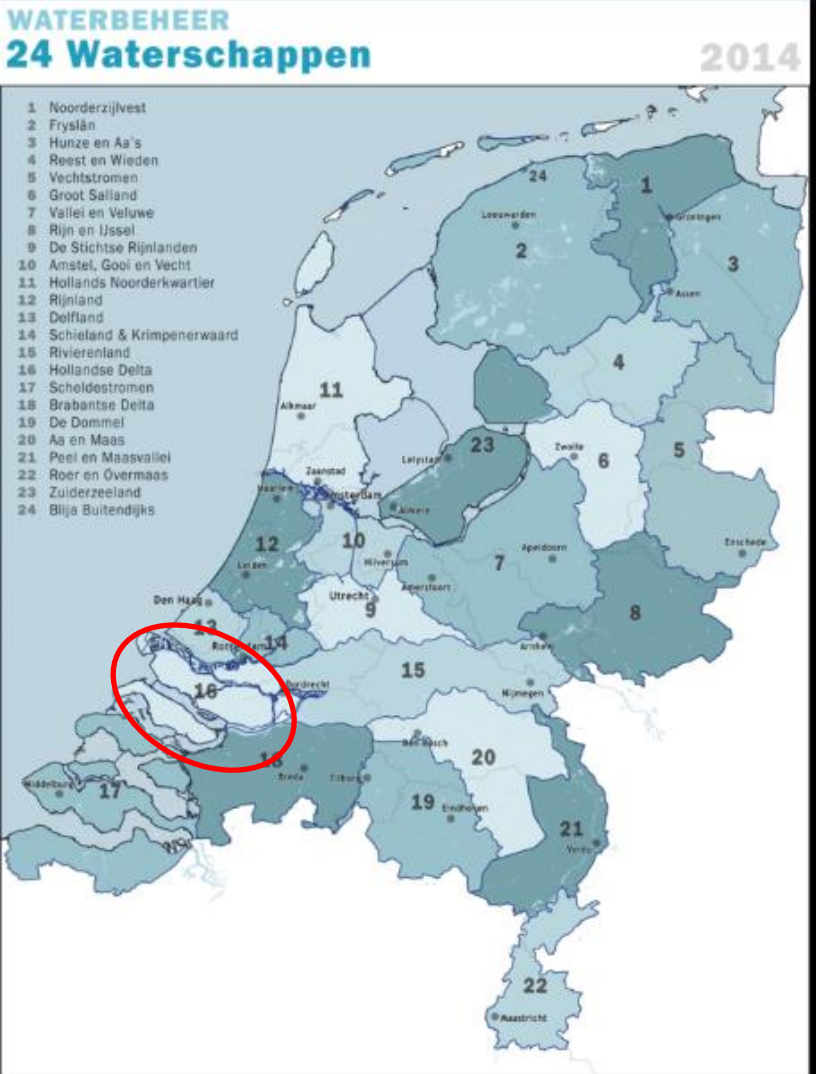 WATERBEHEER
24 Waterschappen
2014
1 Noorderzijlvest
2 Fryslân
3 Hunze en Aa's
4 Reest en Wieden
5 Vechtstromen
6 Groot Salland
7 Vallei en Veluwe
8 Rijn en IJssel
9 De Stichtse Rijnlanden
10 Amstel, Gooi en Vecht
11 Hollands Noorderkwartier
12 Rijnland
13 Delfland
14 Schieland & Krimpenerwaard
15 Rivierenland
16 Hollandse Delta
17 Scheldestromen
18 Brabantse Delta
19 De Dommel
20 Aa en Maas
21 Peel en Maasvallei
22 Roer en Overmaas
23 Zuiderzeeland
24 Blija Buitendijks
24
1
Leeuwarden
Groningen
2
3
Assen
4
11
Alkmaar
23
Lelystad
Zwolle
6
5
Zaanstad
Haarlem
Amsterdam
Almere
Enschede
12
10
Hilversum
Apeldoorn
7
Leiden
Amersfoort
Den Haag
Utrecht
9
8
13
14
Rotterdam
Arnhem
15
16
Dordrecht
Nijmegen
Den Bosch
18
20
Breda
Tilburg
Middelburg
17
19
Eindhoven
21
Venlo
22
Maastricht